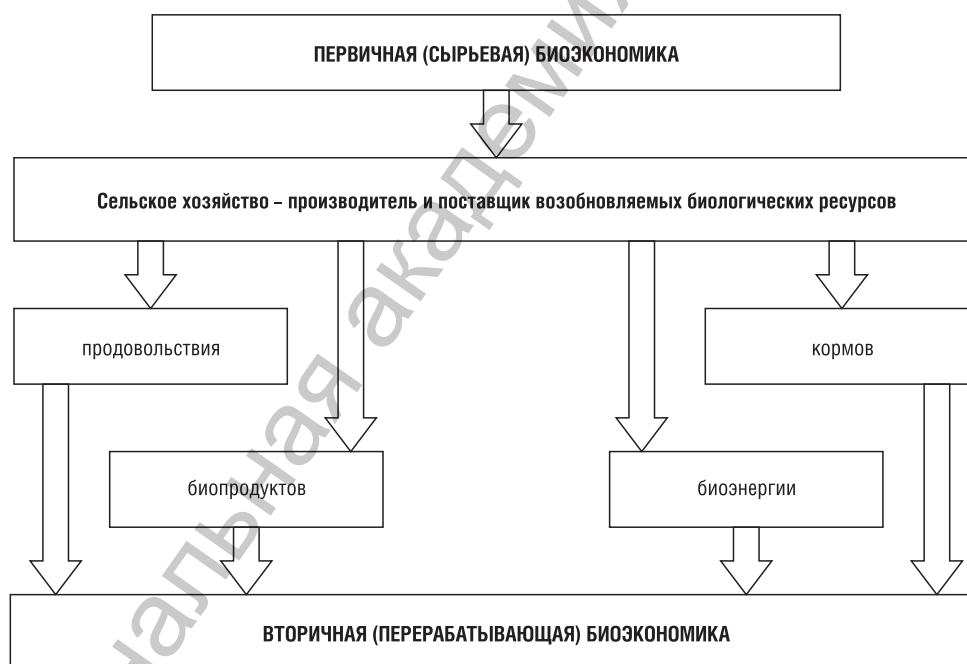 ПЕРВИЧНАЯ (СЫРЬЕВАЯ) БИОЭКОНОМИКА
Сельское хозяйство – производитель и поставщик возобновляемых биологических ресурсов
продовольствия
кормов
биопродуктов
биоэнергии
ВТОРИЧНАЯ (ПЕРЕРАБАТЫВАЮЩАЯ) БИОЭКОНОМИКА